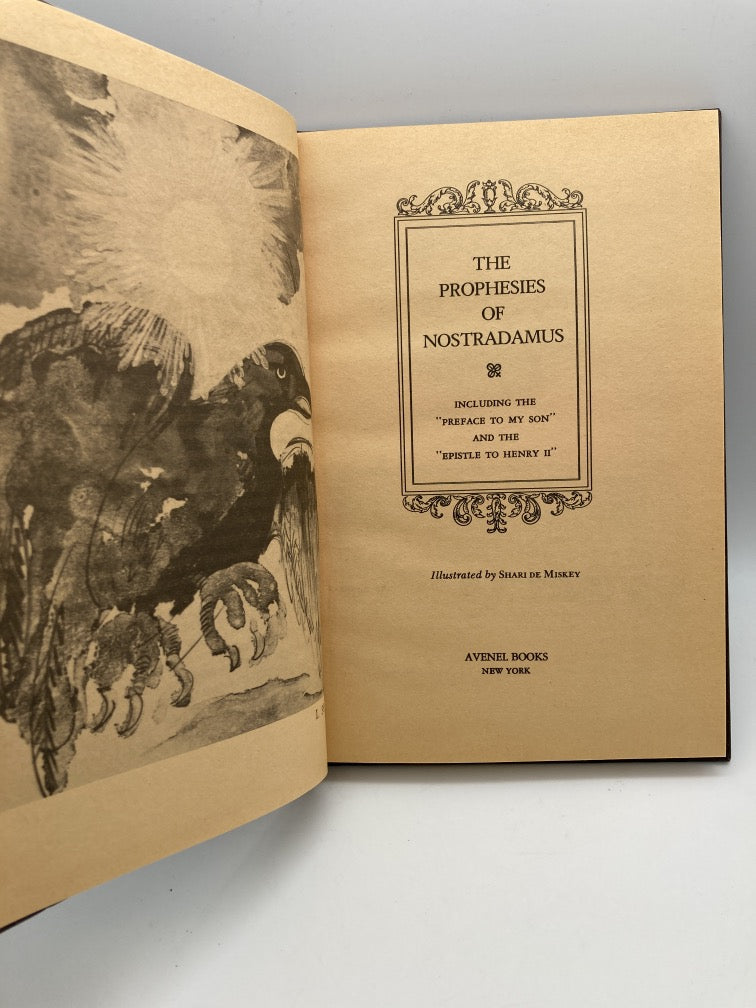 THE
PROPHESIES
OF
NOSTRADAMUS
INCLUDING THE
"PREFACE TO MY SON"
AND THE
"EPISTLE TO HENRY II"
Illustrated by SHARI DE MISKEY
AVENEL BOOKS
NEW YORK